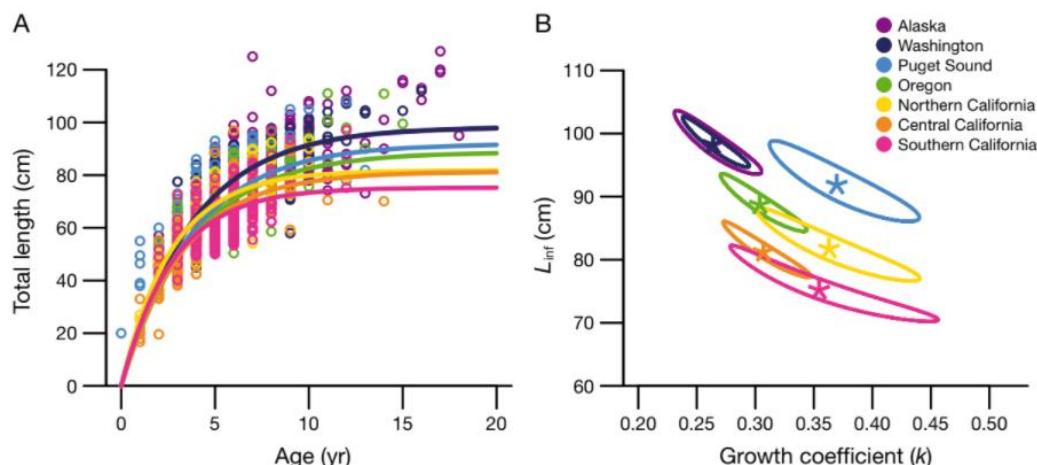 A
Total length (cm)
120
100
80
60
40
20
0
0 5 10 15 20
Age (yr)
B
Alaska
Washington
Puget Sound
Oregon
Northern California
Central California
Southern California
L inf (cm)
110
100
90
80
70
60
0.20 0.25 0.30 0.35 0.40 0.45 0.50
Growth coefficient (k)